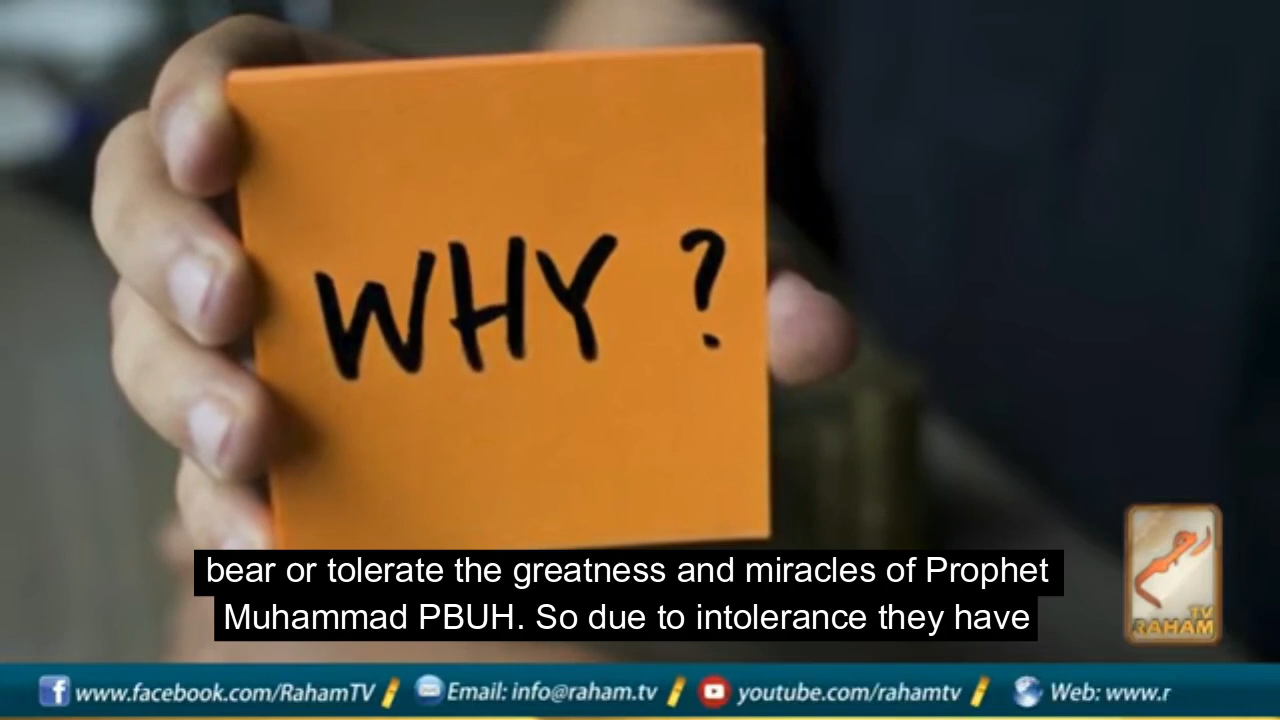 WHY ?
bear or tolerate the greatness and miracles of Prophet
Muhammad PBUH. So due to intolerance they have
رحم
TV
RAHAM
www.facebook.com/RahamTV Email: info@raham.tv youtube.com/rahamtv Web: www.r